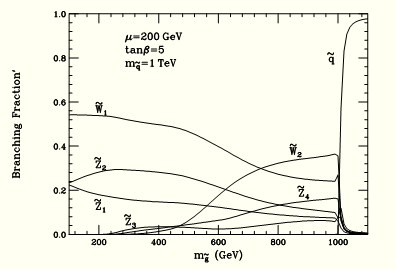 1.0
0.8
0.6
0.4
0.2
0.0
Branching Fraction'
μ=200 GeV
tanβ=5
m_q̃=1 TeV
q̃
W̃₁
W̃₂
Z̃₂
Z̃₄
Z̃₁
Z̃₃
200 400 600 800 1000
m_g̃ (GeV)